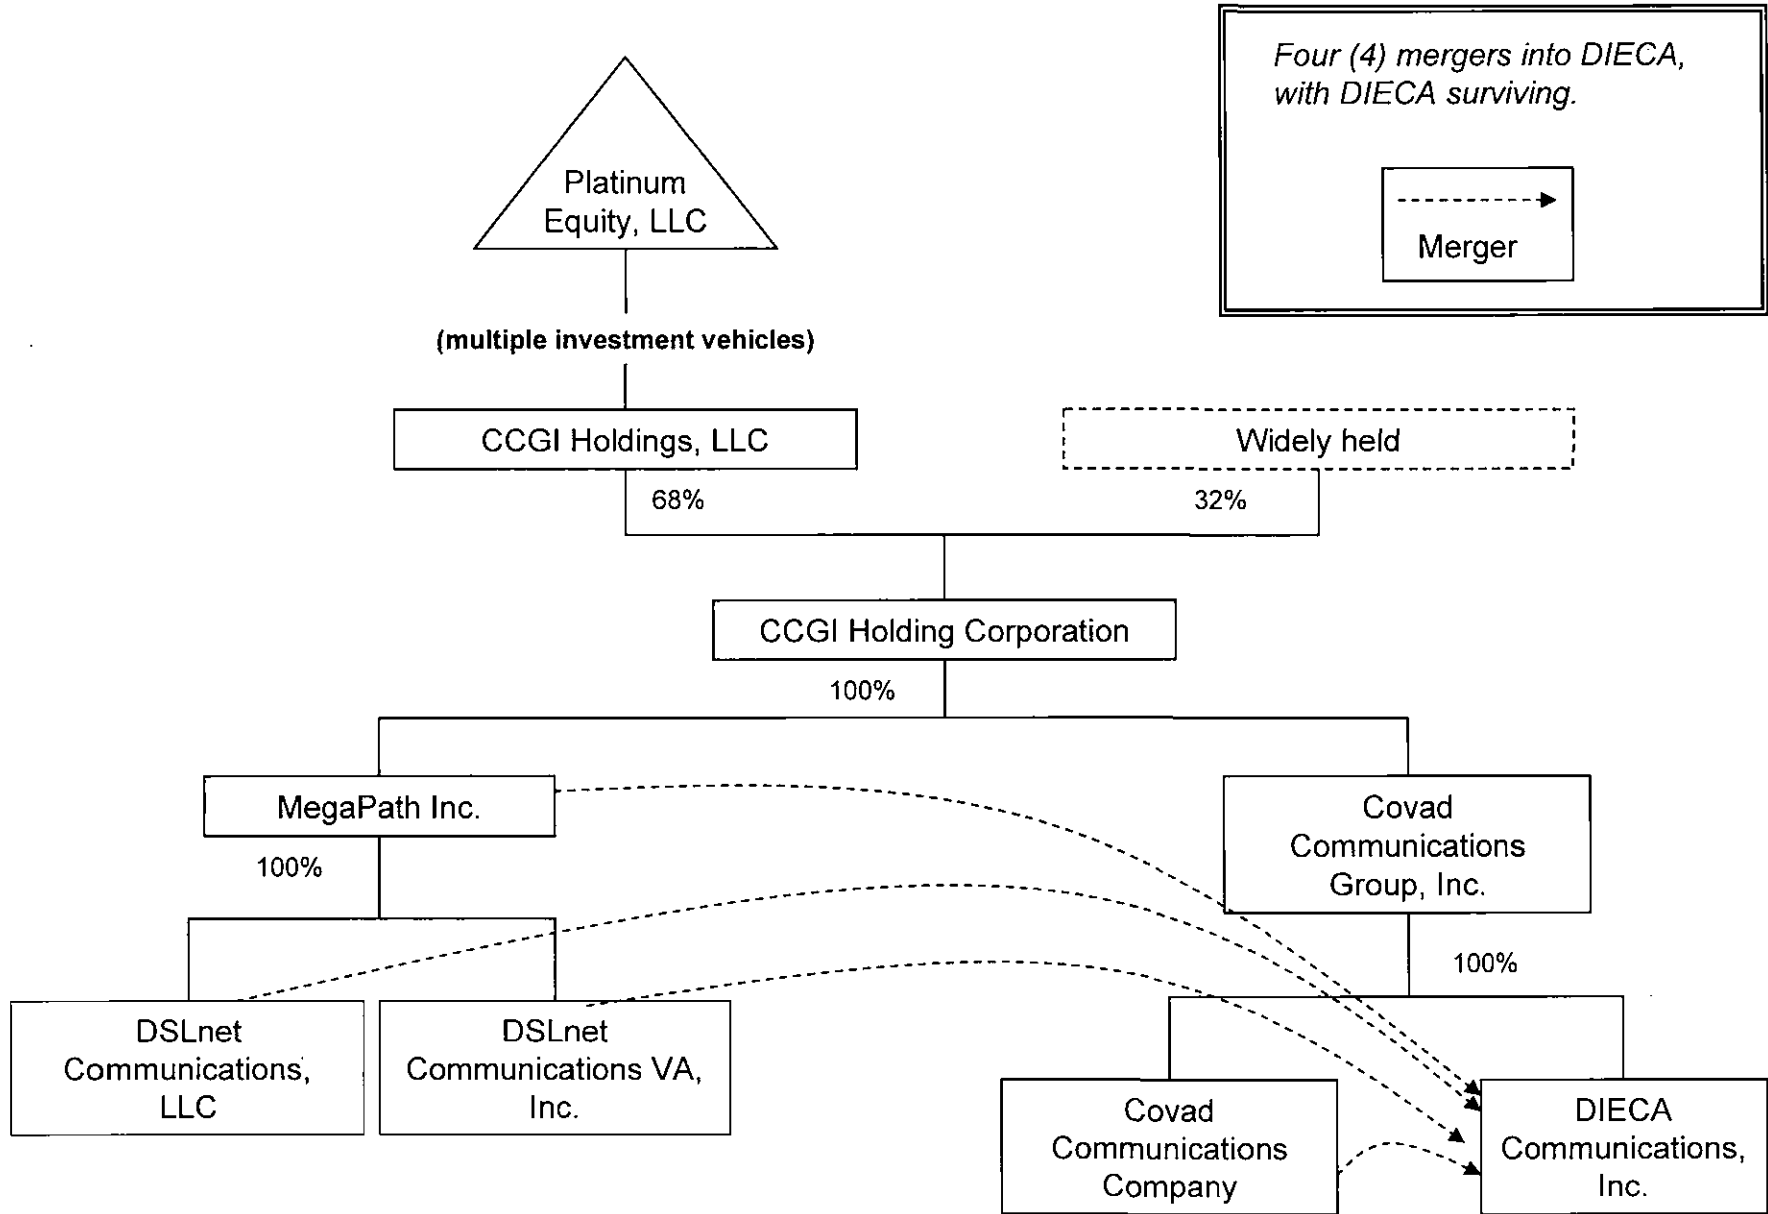 Four (4) mergers into DIECA,
with DIECA surviving.
Merger
Platinum
Equity, LLC
(multiple investment vehicles)
CCGI Holdings, LLC
Widely held
68%
32%
CCGI Holding Corporation
100%
MegaPath Inc.
Covad
Communications
Group, Inc.
100%
100%
DSLnet
Communications,
LLC
DSLnet
Communications VA,
Inc.
Covad
Communications
Company
DIECA
Communications,
Inc.